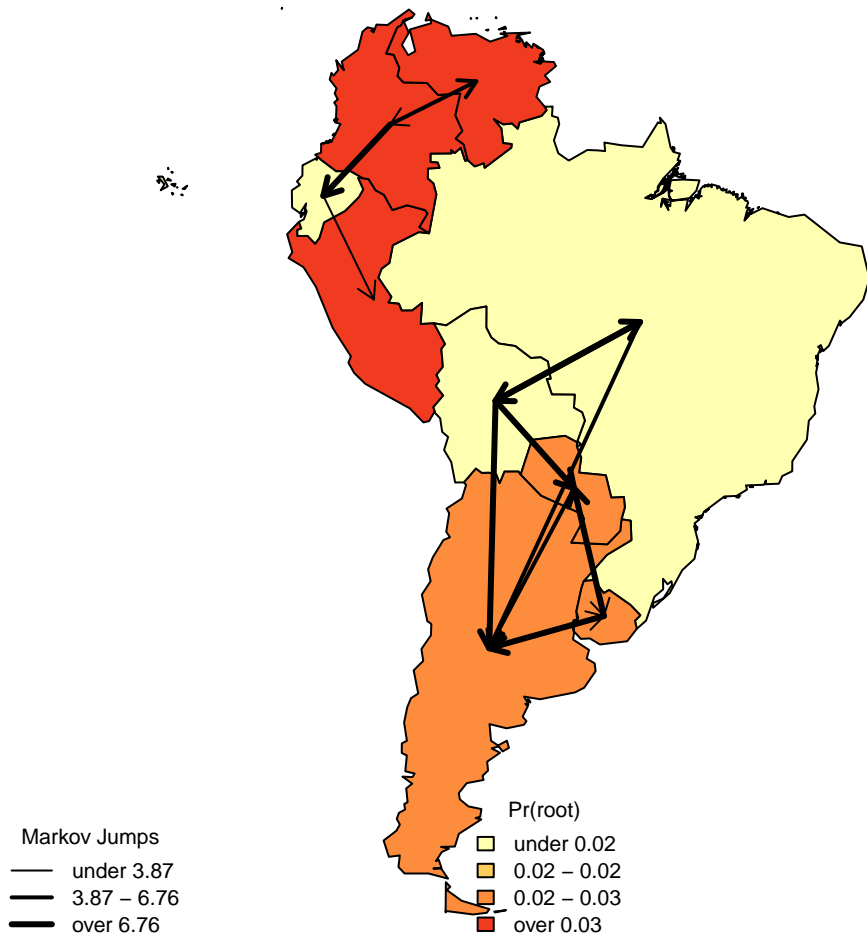 Markov Jumps
under 3.87
3.87 − 6.76
over 6.76
Pr(root)
under 0.02
0.02 − 0.02
0.02 − 0.03
over 0.03